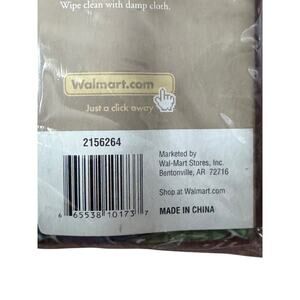 Wipe clean with damp cloth.
Walmart.com
Just a click away
2156264
Marketed by
Wal-Mart Stores, Inc.
Bentonville, AR 72716
Shop at Walmart.com
MADE IN CHINA
6 65538 10173 7